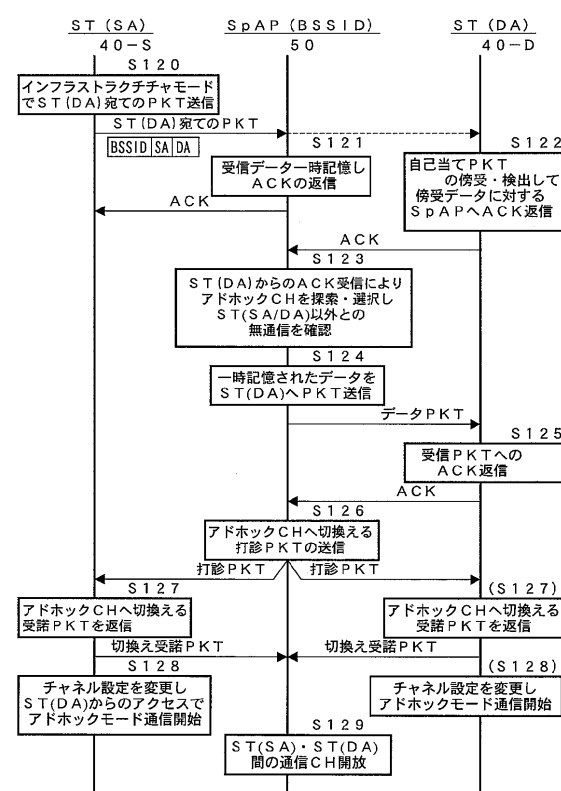 ST(SA)
40-S
SpAP(BSSID)
50
ST(DA)
40-D
S120
インフラストラクチチャモード
でST(DA)宛てのPKT送信
ST(DA)宛てのPKT
BSSID SA DA
S121
受信データ一時記憶し
ACKの返信
S122
自己当てPKT
の傍受・検出して
傍受データに対する
SpAPへACK返信
ACK
ACK
S123
ST(DA)からのACK受信により
アドホックCHを探索・選択し
ST(SA/DA)以外との
無通信を確認
S124
一時記憶されたデータを
ST(DA)へPKT送信
データPKT
S125
受信PKTへの
ACK返信
ACK
S126
アドホックCHへ切換える
打診PKTの送信
打診PKT
打診PKT
S127
アドホックCHへ切換える
受諾PKTを返信
(S127)
アドホックCHへ切換える
受諾PKTを返信
切換え受諾PKT
切換え受諾PKT
S128
チャネル設定を変更し
ST(DA)からのアクセスで
アドホックモード通信開始
(S128)
チャネル設定を変更し
アドホックモード通信開始
S129
ST(SA)・ST(DA)
間の通信CH開放